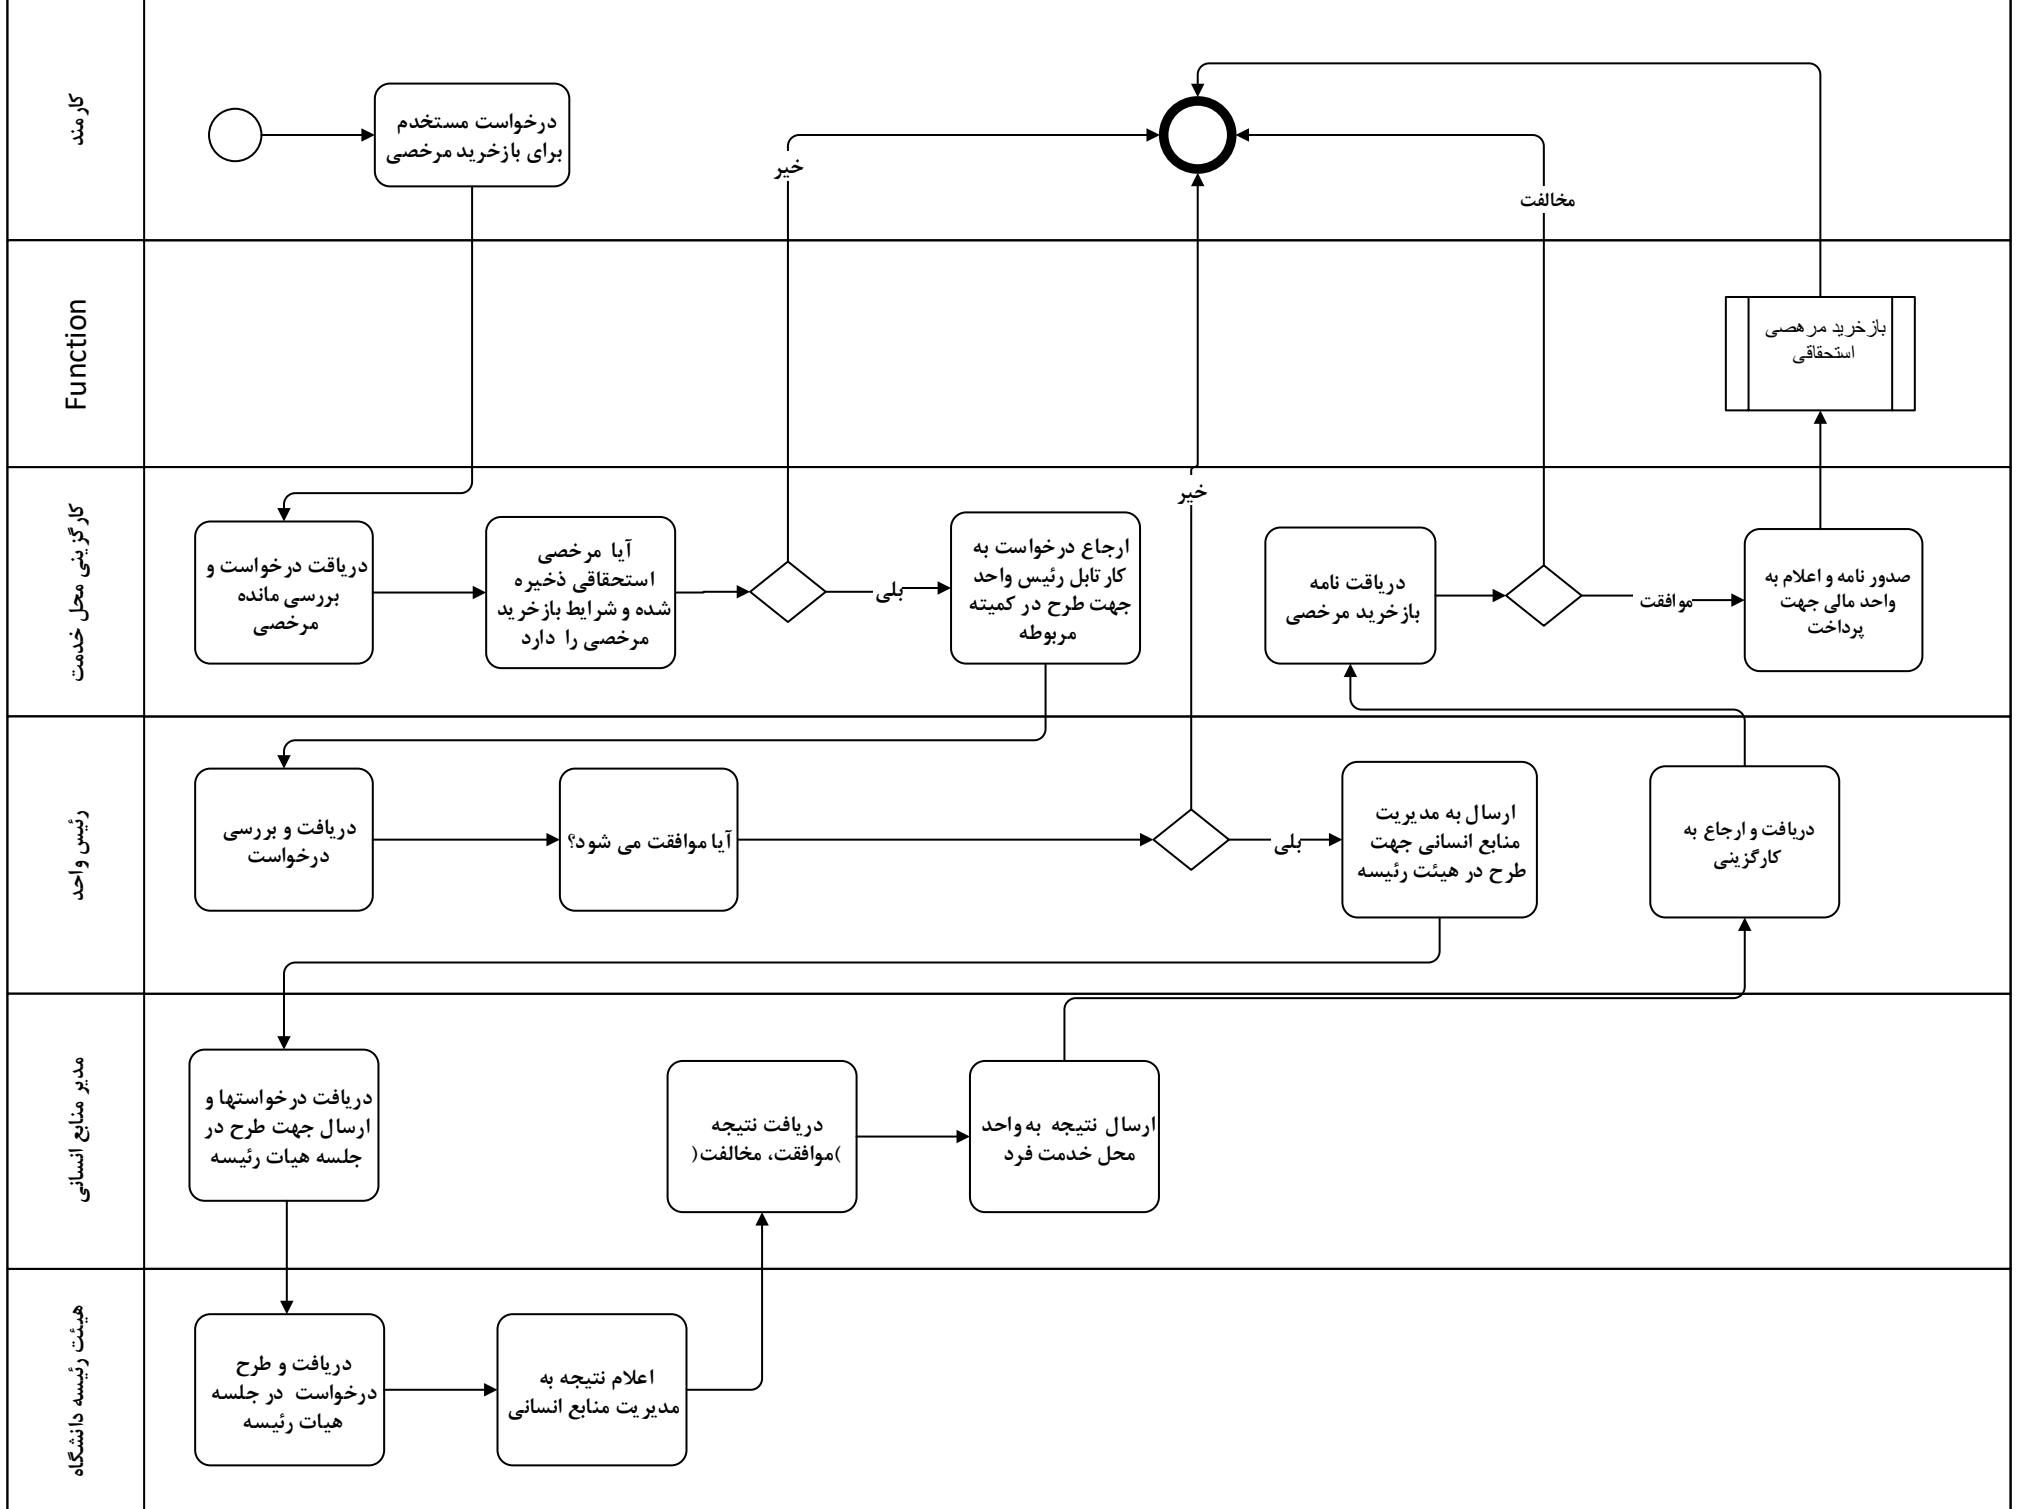 کارمند
درخواست مستخدم
برای بازخرید مرخصی
خیر
مخالفت
Function
بازخرید مرهصی
استحقاقی
کارگزینی محل خدمت
دریاقت درخواست و
بررسی مانده
مرخصی
آیا مرخصی
استحقاقی ذخیره
شده و شرایط بازخرید
مرخصی را دارد
بلی
ارجاع درخواست به
کارتابل رئیس واحد
جهت طرح در کمیته
مربوطه
خیر
دریاقت نامه
بازخرید مرخصی
موافقت
صدور نامه و اعلام به
واحد مالی جهت
پرداخت
رئیس واحد
دریافت و بررسی
درخواست
آیا موافقت می شود؟
بلی
ارسال به مدیریت
منابع انسانی جهت
طرح در هیئت رئیسه
دریافت و ارجاع به
کارگزینی
مدیر منابع انسانی
دریافت درخواستها و
ارسال جهت طرح در
جلسه هیات رئیسه
دریافت نتیجه
)موافقت، مخالفت(
ارسال نتیجه به واحد
محل خدمت فرد
هیئت رئیسه دانشگاه
دریافت و طرح
درخواست در جلسه
هیات رئیسه
اعلام نتیجه به
مدیریت منابع انسانی